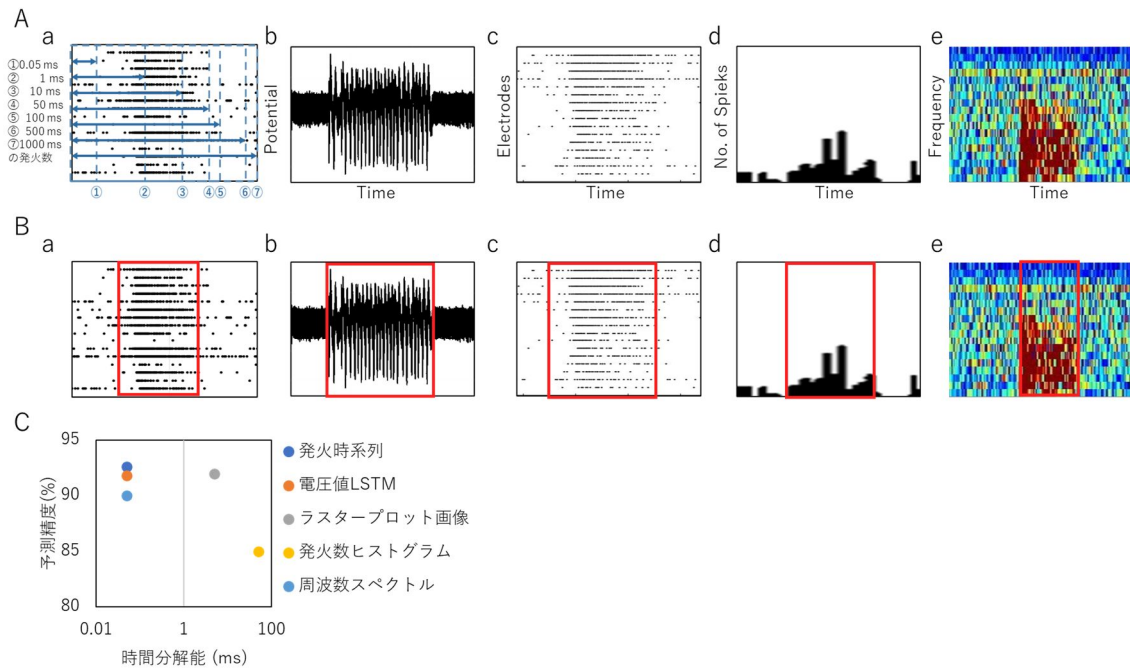 A
a
b
c
d
e
①0.05 ms
② 1 ms
③ 10 ms
④ 50 ms
⑤ 100 ms
⑥ 500 ms
⑦1000 ms
の発火数
① ② ③ ④ ⑤ ⑥ ⑦
Potential
Time
Electrodes
Time
No. of Spieks
Time
Frequency
Time
B
a
b
c
d
e
C
95
90
85
80
予測精度(%)
0.01 1 100
時間分解能 (ms)
発火時系列
電圧値LSTM
ラスタープロット画像
発火数ヒストグラム
周波数スペクトル